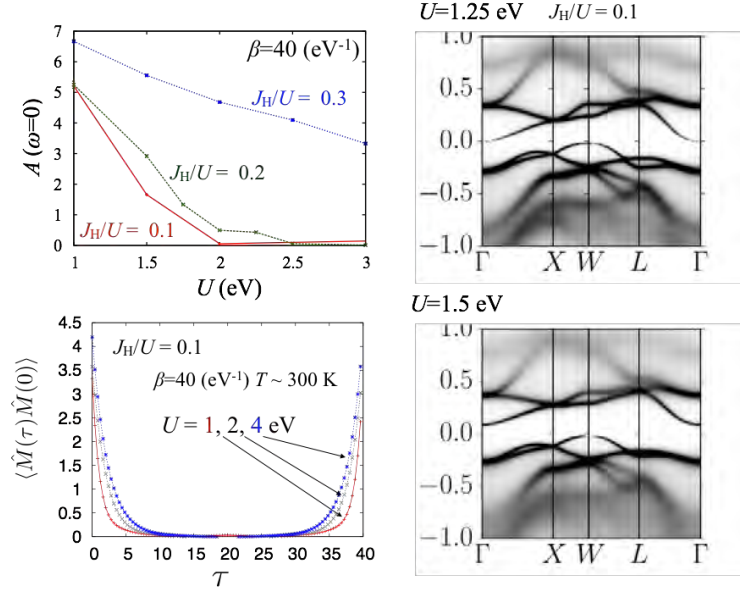 7
6
5
4
3
2
1
0
A (ω=0)
β=40 (eV⁻¹)
J_H/U = 0.3
J_H/U = 0.2
J_H/U = 0.1
1 1.5 2 2.5 3
U (eV)
U=1.25 eV J_H/U=0.1
1.0
0.5
0.0
−0.5
−1.0
Γ X W L Γ
4.5
4
3.5
3
2.5
2
1.5
1
0.5
0
⟨M̂(τ)M̂(0)⟩
J_H/U = 0.1
β=40 (eV⁻¹) T ~ 300 K
U = 1, 2, 4 eV
0 5 10 15 20 25 30 35 40
τ
U=1.5 eV
1.0
0.5
0.0
−0.5
−1.0
Γ X W L Γ